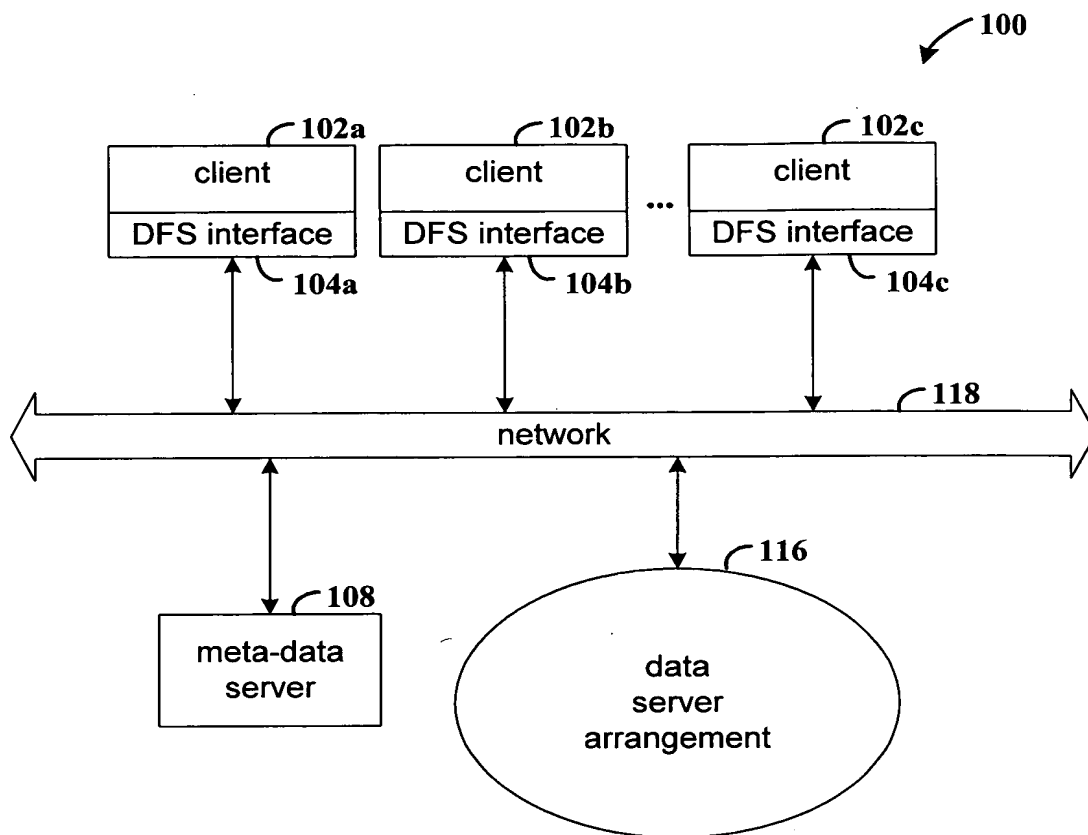 100
102a
102b
102c
client
client
client
...
DFS interface
DFS interface
DFS interface
104a
104b
104c
118
network
116
108
meta-data
server
data
server
arrangement